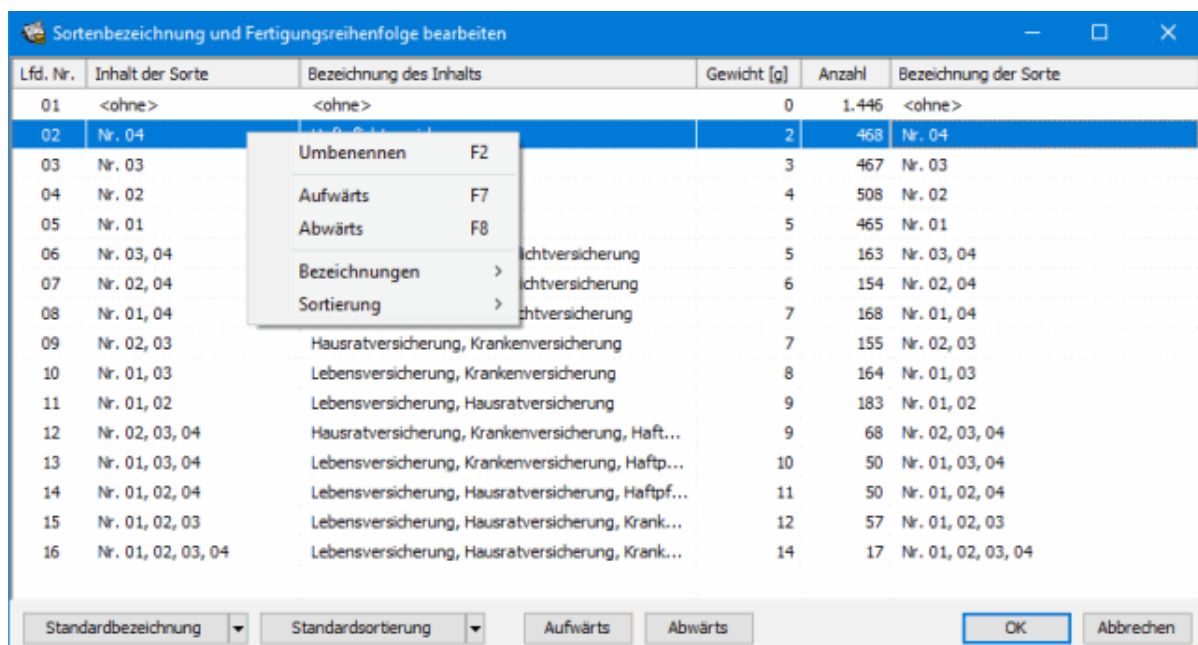 Sortenbezeichnung und Fertigungsreihenfolge bearbeiten
Lfd. Nr. Inhalt der Sorte Bezeichnung des Inhalts Gewicht [g] Anzahl Bezeichnung der Sorte
01 <ohne> <ohne> 0 1.446 <ohne>
02 Nr. 04 2 468 Nr. 04
Umbenennen F2
03 Nr. 03 3 467 Nr. 03
04 Nr. 02 Aufwärts F7 4 508 Nr. 02
05 Nr. 01 Abwärts F8 5 465 Nr. 01
06 Nr. 03, 04 ichtversicherung 5 163 Nr. 03, 04
Bezeichnungen >
07 Nr. 02, 04 ichtversicherung 6 154 Nr. 02, 04
Sortierung >
08 Nr. 01, 04 chtversicherung 7 168 Nr. 01, 04
09 Nr. 02, 03 Hausratversicherung, Krankenversicherung 7 155 Nr. 02, 03
10 Nr. 01, 03 Lebensversicherung, Krankenversicherung 8 164 Nr. 01, 03
11 Nr. 01, 02 Lebensversicherung, Hausratversicherung 9 183 Nr. 01, 02
12 Nr. 02, 03, 04 Hausratversicherung, Krankenversicherung, Haft... 9 68 Nr. 02, 03, 04
13 Nr. 01, 03, 04 Lebensversicherung, Krankenversicherung, Haftp... 10 50 Nr. 01, 03, 04
14 Nr. 01, 02, 04 Lebensversicherung, Hausratversicherung, Haftpf... 11 50 Nr. 01, 02, 04
15 Nr. 01, 02, 03 Lebensversicherung, Hausratversicherung, Krank... 12 57 Nr. 01, 02, 03
16 Nr. 01, 02, 03, 04 Lebensversicherung, Hausratversicherung, Krank... 14 17 Nr. 01, 02, 03, 04
Standardbezeichnung Standardsortierung Aufwärts Abwärts OK Abbrechen